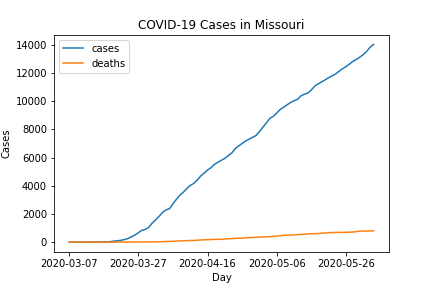 COVID-19 Cases in Missouri
cases
deaths
14000
12000
10000
8000
6000
4000
2000
0
Cases
2020-03-07 2020-03-27 2020-04-16 2020-05-06 2020-05-26
Day